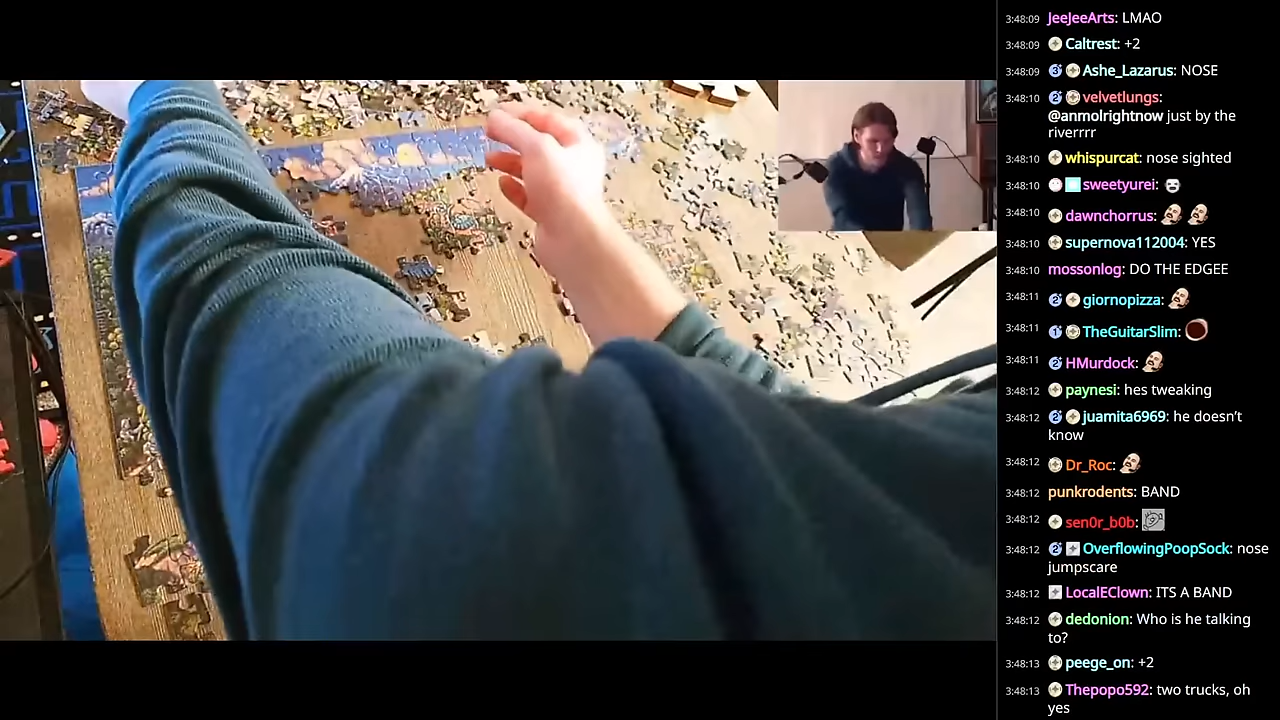 3:48:09 JeeJeeArts: LMAO
3:48:09 Caltrest: +2
3:48:09 Ashe_Lazarus: NOSE
3:48:10 velvetlungs:
@anmolrightnow just by the
riverrrr
3:48:10 whispurcat: nose sighted
3:48:10 sweetyurei:
3:48:10 dawnchorrus:
3:48:10 supernova112004: YES
3:48:10 mossonlog: DO THE EDGEE
3:48:11 giornopizza:
3:48:11 TheGuitarSlim:
3:48:11 HMurdock:
3:48:12 paynesi: hes tweaking
3:48:12 juamita6969: he doesn't
know
3:48:12 Dr_Roc:
3:48:12 punkrodents: BAND
3:48:12 sen0r_b0b:
3:48:12 OverflowingPoopSock: nose
jumpscare
3:48:12 LocalEClown: ITS A BAND
3:48:12 dedonion: Who is he talking
to?
3:48:13 peege_on: +2
3:48:13 Thepopo592: two trucks, oh
yes